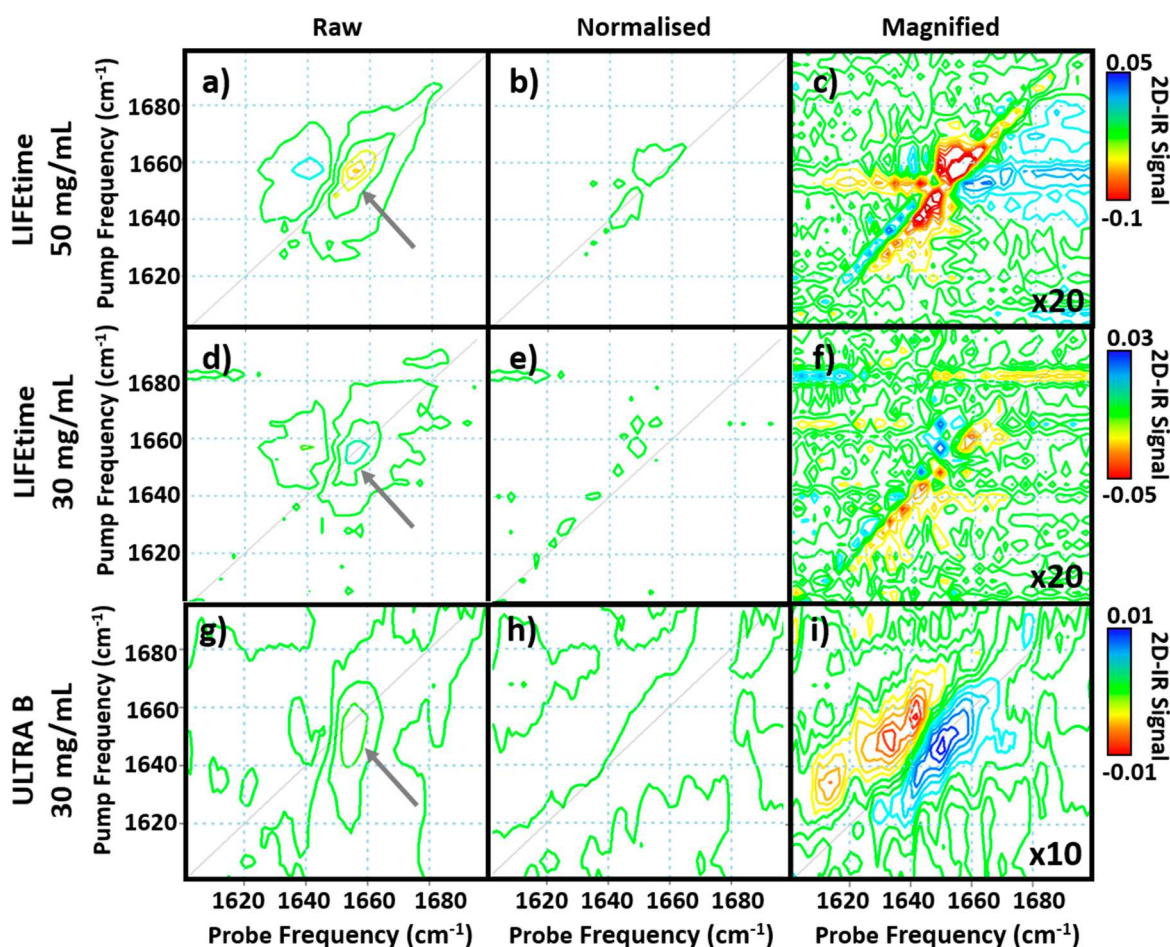 Raw Normalised Magnified
LIFEtime
50 mg/mL
Pump Frequency (cm⁻¹)
1680
1660
1640
1620
a)
b)
c)
x20
0.05
2D-IR Signal
-0.1
LIFEtime
30 mg/mL
Pump Frequency (cm⁻¹)
1680
1660
1640
1620
d)
e)
f)
x20
0.03
2D-IR Signal
-0.05
ULTRA B
30 mg/mL
Pump Frequency (cm⁻¹)
1680
1660
1640
1620
g)
h)
i)
x10
0.01
2D-IR Signal
-0.01
1620 1640 1660 1680 1620 1640 1660 1680 1620 1640 1660 1680
Probe Frequency (cm⁻¹) Probe Frequency (cm⁻¹) Probe Frequency (cm⁻¹)